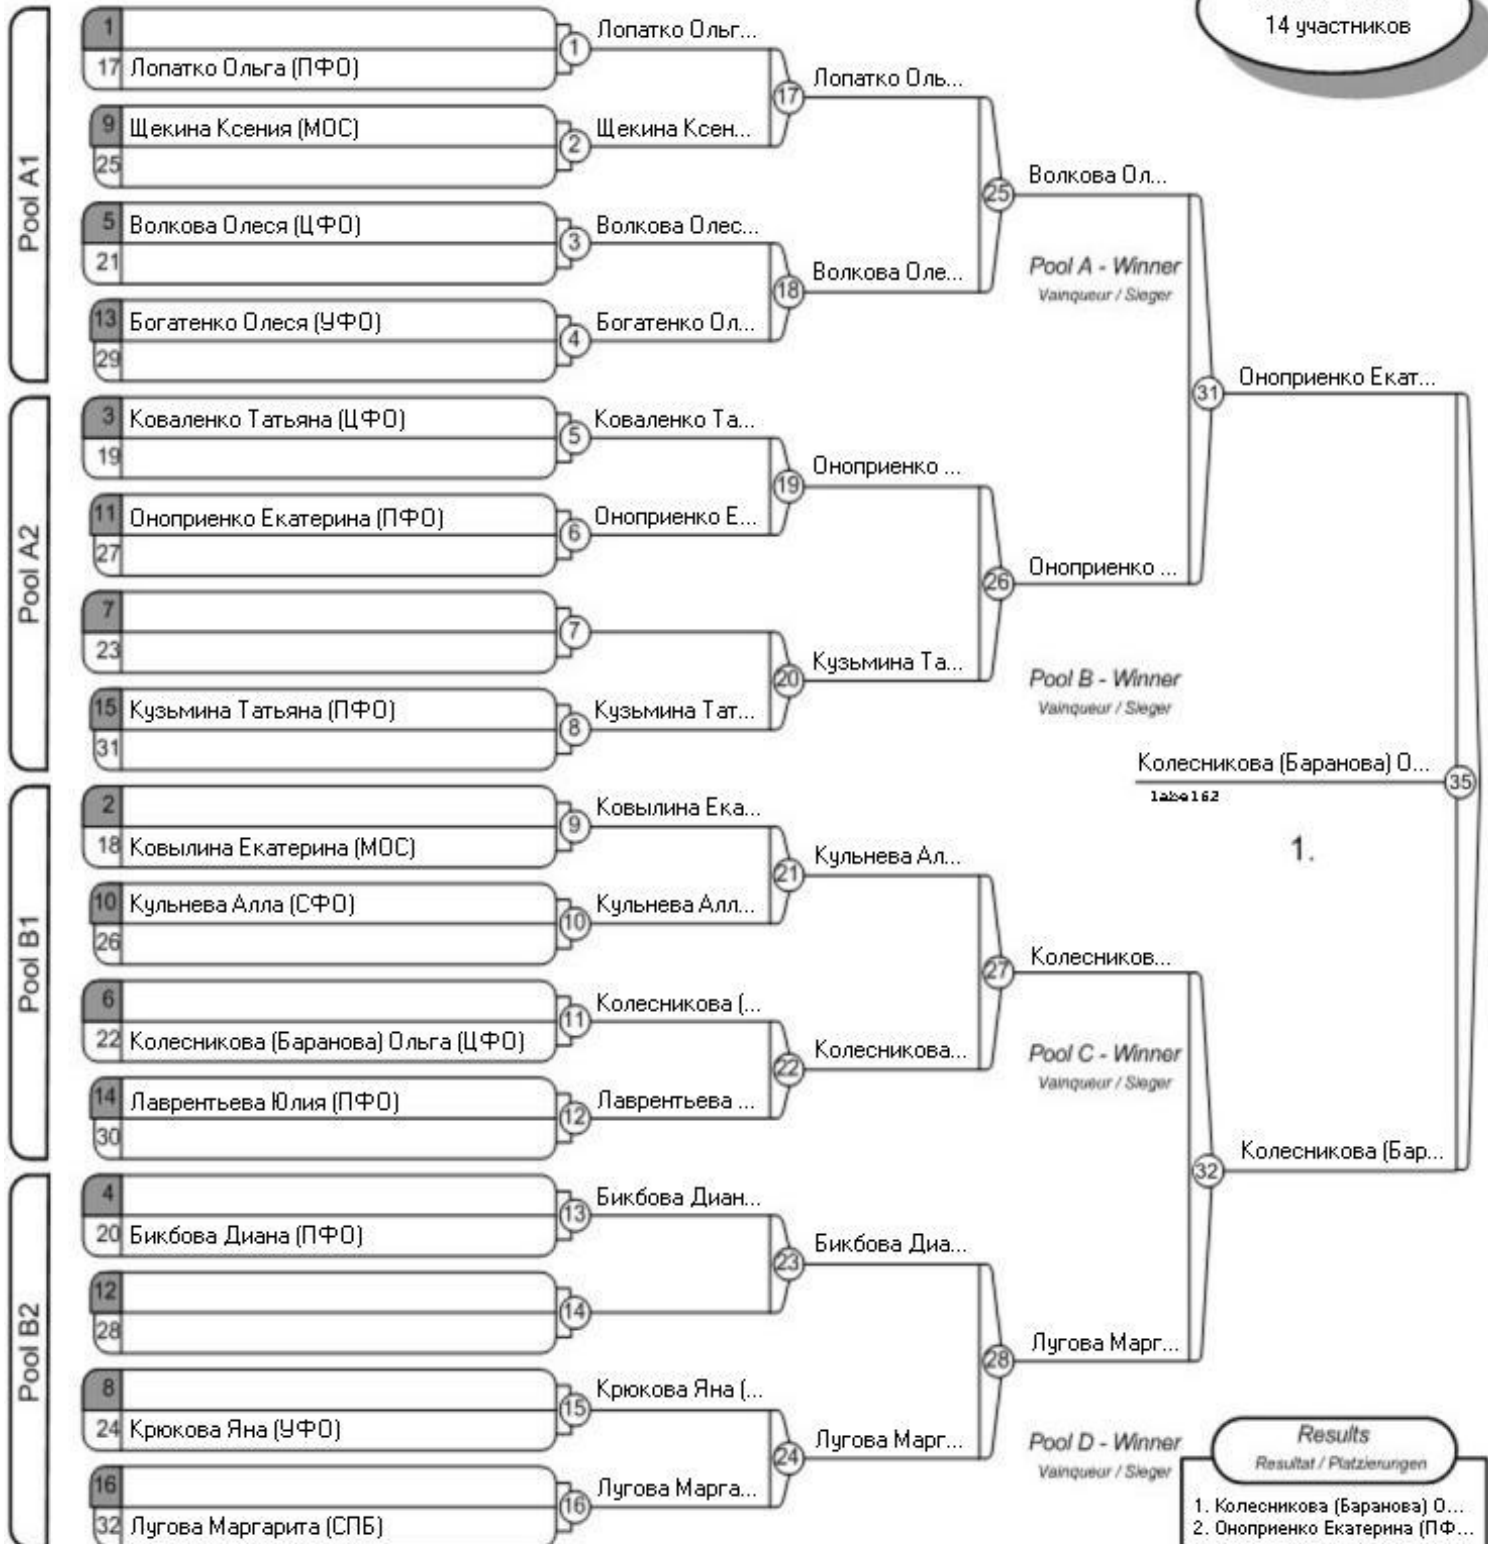 14 участников
Pool A1
1
17 Лопатко Ольга (ПФО)
1
Лопатко Ольг...
9 Щекина Ксения (МОС)
25
2
Щекина Ксен...
17
Лопатко Оль...
5 Волкова Олеся (ЦФО)
21
3
Волкова Олес...
13 Богатенко Олеся (УФО)
29
4
Богатенко Ол...
18
Волкова Оле...
25
Волкова Ол...
Pool A - Winner
Vainqueur / Sieger
Pool A2
3 Коваленко Татьяна (ЦФО)
19
5
Коваленко Та...
11 Оноприенко Екатерина (ПФО)
27
6
Оноприенко Е...
19
Оноприенко ...
7
23
7
15 Кузьмина Татьяна (ПФО)
31
8
Кузьмина Тат...
20
Кузьмина Та...
26
Оноприенко ...
Pool B - Winner
Vainqueur / Sieger
31
Оноприенко Екат...
Колесникова (Баранова) О...
35
label62
1.
Pool B1
2
18 Ковылина Екатерина (МОС)
9
Ковылина Ека...
10 Кульнева Алла (СФО)
26
10
Кульнева Алл...
21
Кульнева Ал...
6
22 Колесникова (Баранова) Ольга (ЦФО)
11
Колесникова (...
14 Лаврентьева Юлия (ПФО)
30
12
Лаврентьева ...
22
Колесникова...
27
Колесников...
Pool C - Winner
Vainqueur / Sieger
Pool B2
4
20 Бикбова Диана (ПФО)
13
Бикбова Диан...
12
28
14
23
Бикбова Диа...
8
24 Крюкова Яна (УФО)
15
Крюкова Яна (...
16
32 Лугова Маргарита (СПБ)
16
Лугова Марга...
24
Лугова Марг...
28
Лугова Марг...
Pool D - Winner
Vainqueur / Sieger
32
Колесникова (Бар...
Results
Resultat / Platzierungen
1. Колесникова (Баранова) О...
2. Оноприенко Екатерина (ПФ...